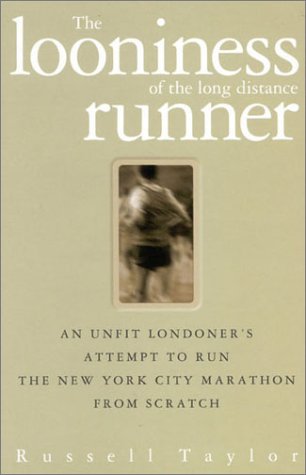 The
looniness
of the long distance
runner
AN UNFIT LONDONER'S
ATTEMPT TO RUN
THE NEW YORK CITY MARATHON
FROM SCRATCH
Russell Taylor